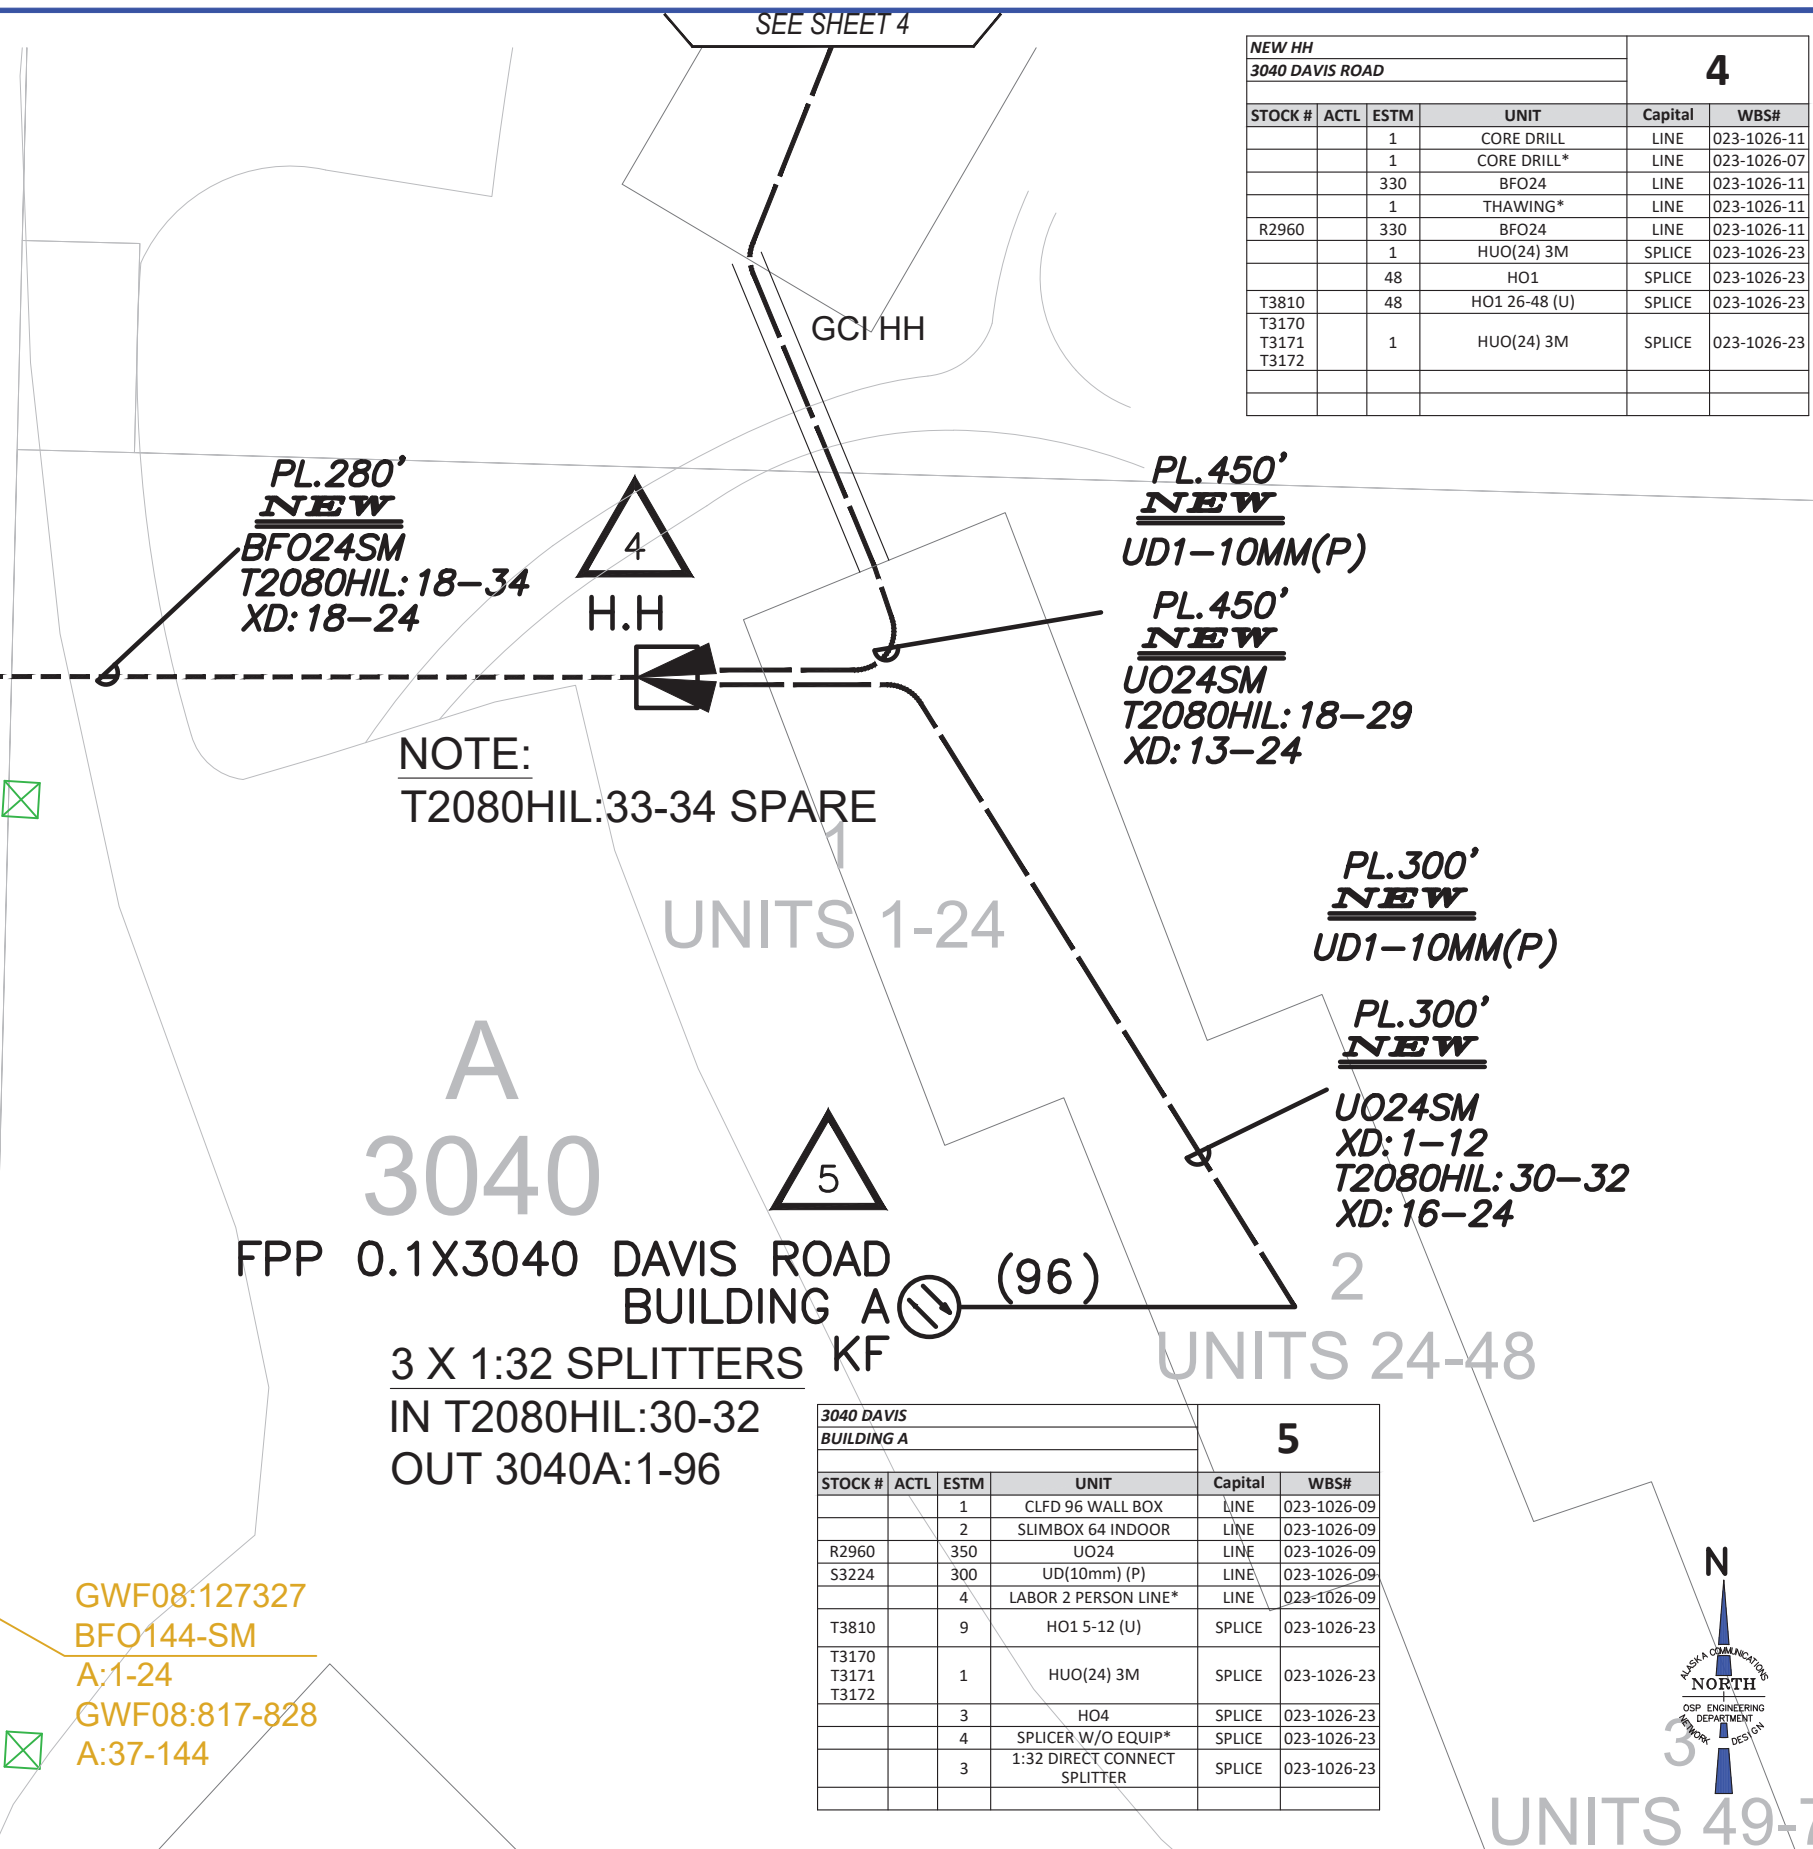 SEE SHEET 4
NEW HH
3040 DAVIS ROAD
4
STOCK # ACTL ESTM UNIT Capital WBS#
1 CORE DRILL LINE 023-1026-11
1 CORE DRILL* LINE 023-1026-07
330 BFO24 LINE 023-1026-11
1 THAWING* LINE 023-1026-11
R2960 330 BFO24 LINE 023-1026-11
1 HUO(24) 3M SPLICE 023-1026-23
48 HO1 SPLICE 023-1026-23
T3810 48 HO1 26-48 (U) SPLICE 023-1026-23
T3170
T3171 1 HUO(24) 3M SPLICE 023-1026-23
T3172
GCI HH
PL.280'
NEW
BFO24SM
T2080HIL: 18-34
XD: 18-24
4
H.H
PL.450'
NEW
UD1-10MM(P)
PL.450'
NEW
UO24SM
T2080HIL: 18-29
XD: 13-24
NOTE:
T2080HIL:33-34 SPARE
1
UNITS 1-24
PL.300'
NEW
UD1-10MM(P)
PL.300'
NEW
UO24SM
XD: 1-12
T2080HIL: 30-32
XD: 16-24
A
3040
5
FPP 0.1X3040 DAVIS ROAD
BUILDING A
KF
(96)
2
UNITS 24-48
3 X 1:32 SPLITTERS
IN T2080HIL:30-32
OUT 3040A:1-96
3040 DAVIS
BUILDING A
5
STOCK # ACTL ESTM UNIT Capital WBS#
1 CLFD 96 WALL BOX LINE 023-1026-09
2 SLIMBOX 64 INDOOR LINE 023-1026-09
R2960 350 UO24 LINE 023-1026-09
S3224 300 UD(10mm) (P) LINE 023-1026-09
4 LABOR 2 PERSON LINE* LINE 023-1026-09
T3810 9 HO1 5-12 (U) SPLICE 023-1026-23
T3170
T3171 1 HUO(24) 3M SPLICE 023-1026-23
T3172
3 HO4 SPLICE 023-1026-23
4 SPLICER W/O EQUIP* SPLICE 023-1026-23
3 1:32 DIRECT CONNECT SPLICE 023-1026-23
SPLITTER
GWF08:127327
BFO144-SM
A:1-24
GWF08:817-828
A:37-144
N
ALASKA COMMUNICATIONS
NORTH
OSP ENGINEERING
DEPARTMENT
NETWORK DESIGN
3
UNITS 49-7